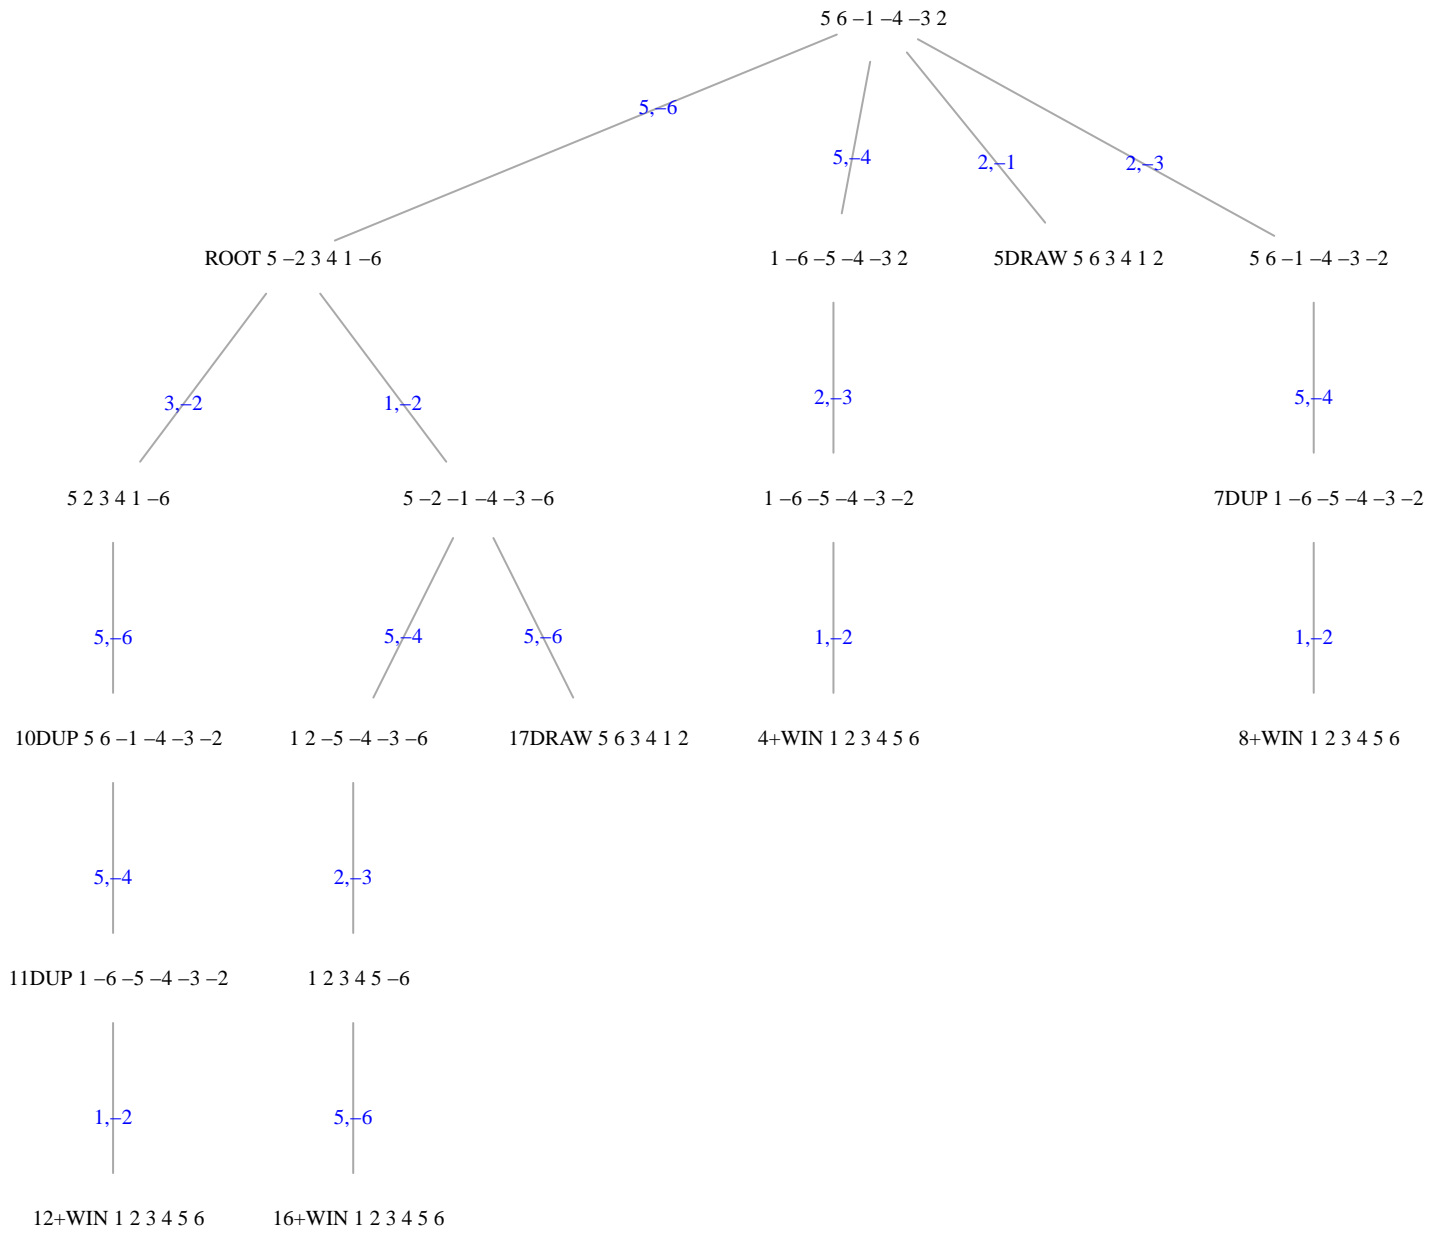 5 6 –1 –4 –3 2
5,–6
5,–4
2,–1
2,–3
ROOT 5 –2 3 4 1 –6
1 –6 –5 –4 –3 2
5DRAW 5 6 3 4 1 2
5 6 –1 –4 –3 –2
3,–2
1,–2
2,–3
5,–4
5 2 3 4 1 –6
5 –2 –1 –4 –3 –6
1 –6 –5 –4 –3 –2
7DUP 1 –6 –5 –4 –3 –2
5,–6
5,–4
5,–6
1,–2
1,–2
10DUP 5 6 –1 –4 –3 –2
1 2 –5 –4 –3 –6
17DRAW 5 6 3 4 1 2
4+WIN 1 2 3 4 5 6
8+WIN 1 2 3 4 5 6
5,–4
2,–3
11DUP 1 –6 –5 –4 –3 –2
1 2 3 4 5 –6
1,–2
5,–6
12+WIN 1 2 3 4 5 6
16+WIN 1 2 3 4 5 6